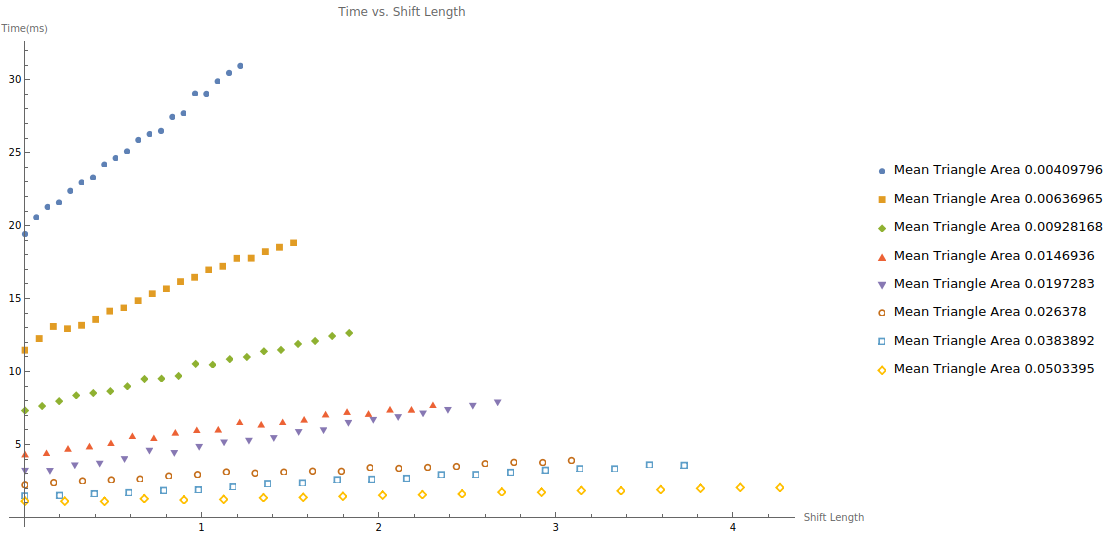 Time vs. Shift Length
Time(ms)
30
25
20
15
10
5
1
2
3
4
Shift Length
Mean Triangle Area 0.00409796
Mean Triangle Area 0.00636965
Mean Triangle Area 0.00928168
Mean Triangle Area 0.0146936
Mean Triangle Area 0.0197283
Mean Triangle Area 0.026378
Mean Triangle Area 0.0383892
Mean Triangle Area 0.0503395